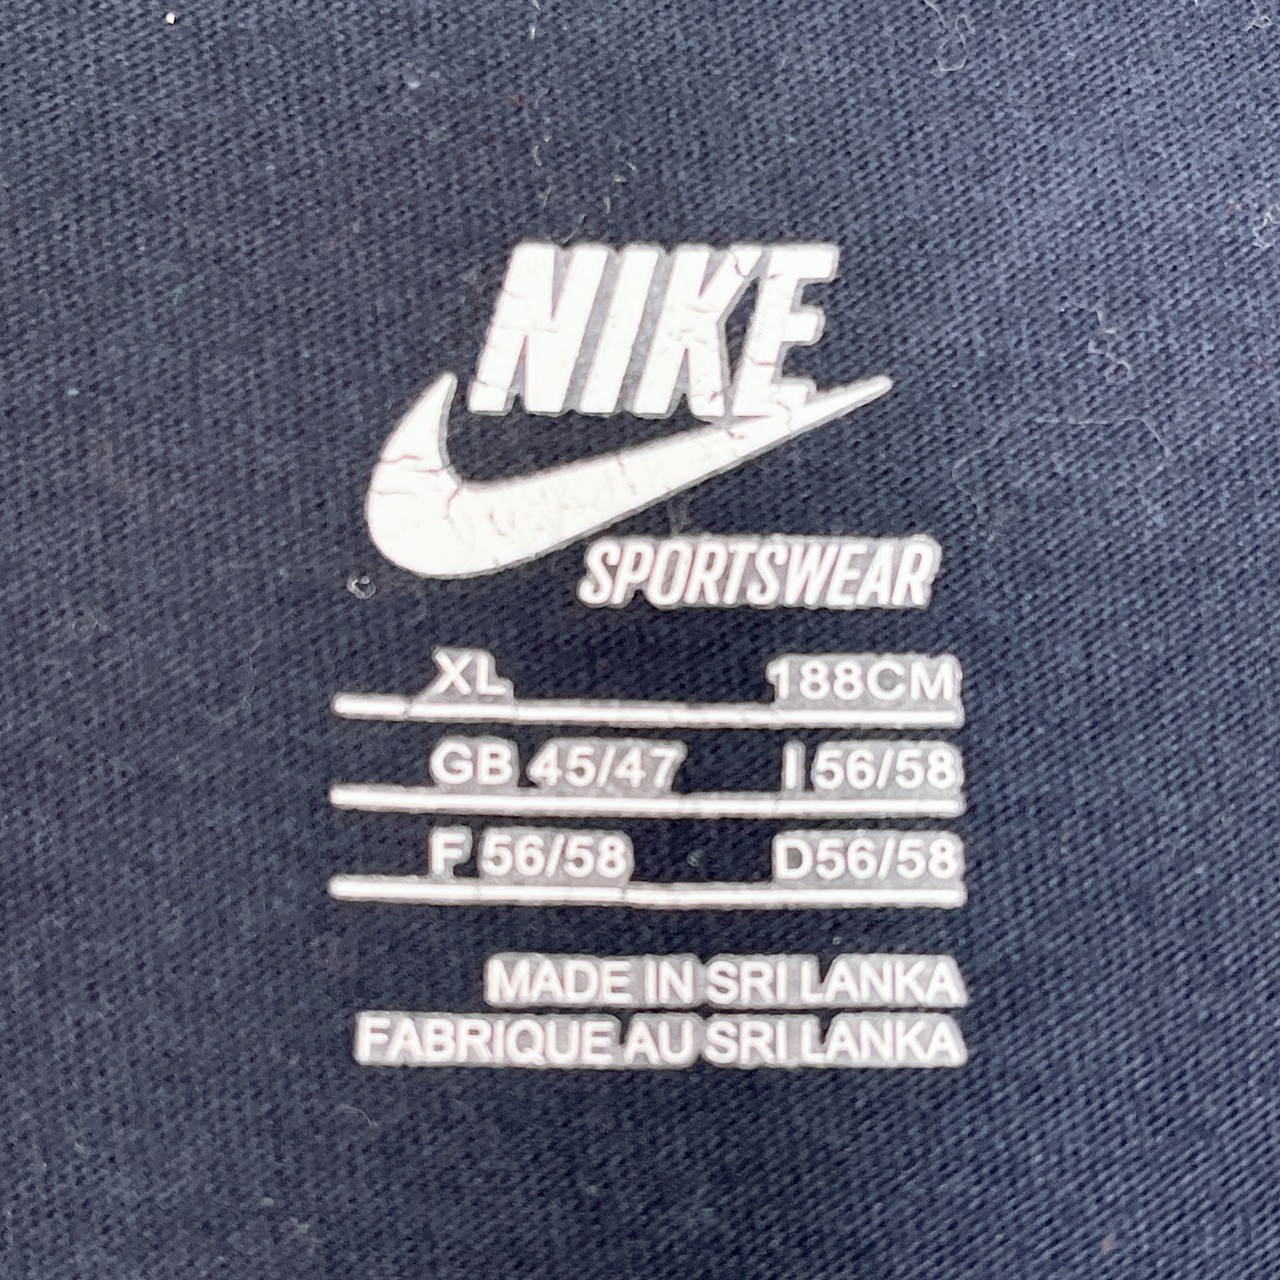 NIKE
SPORTSWEAR
XL 188CM
GB 45/47 I 56/58
F 56/58 D56/58
MADE IN SRI LANKA
FABRIQUE AU SRI LANKA